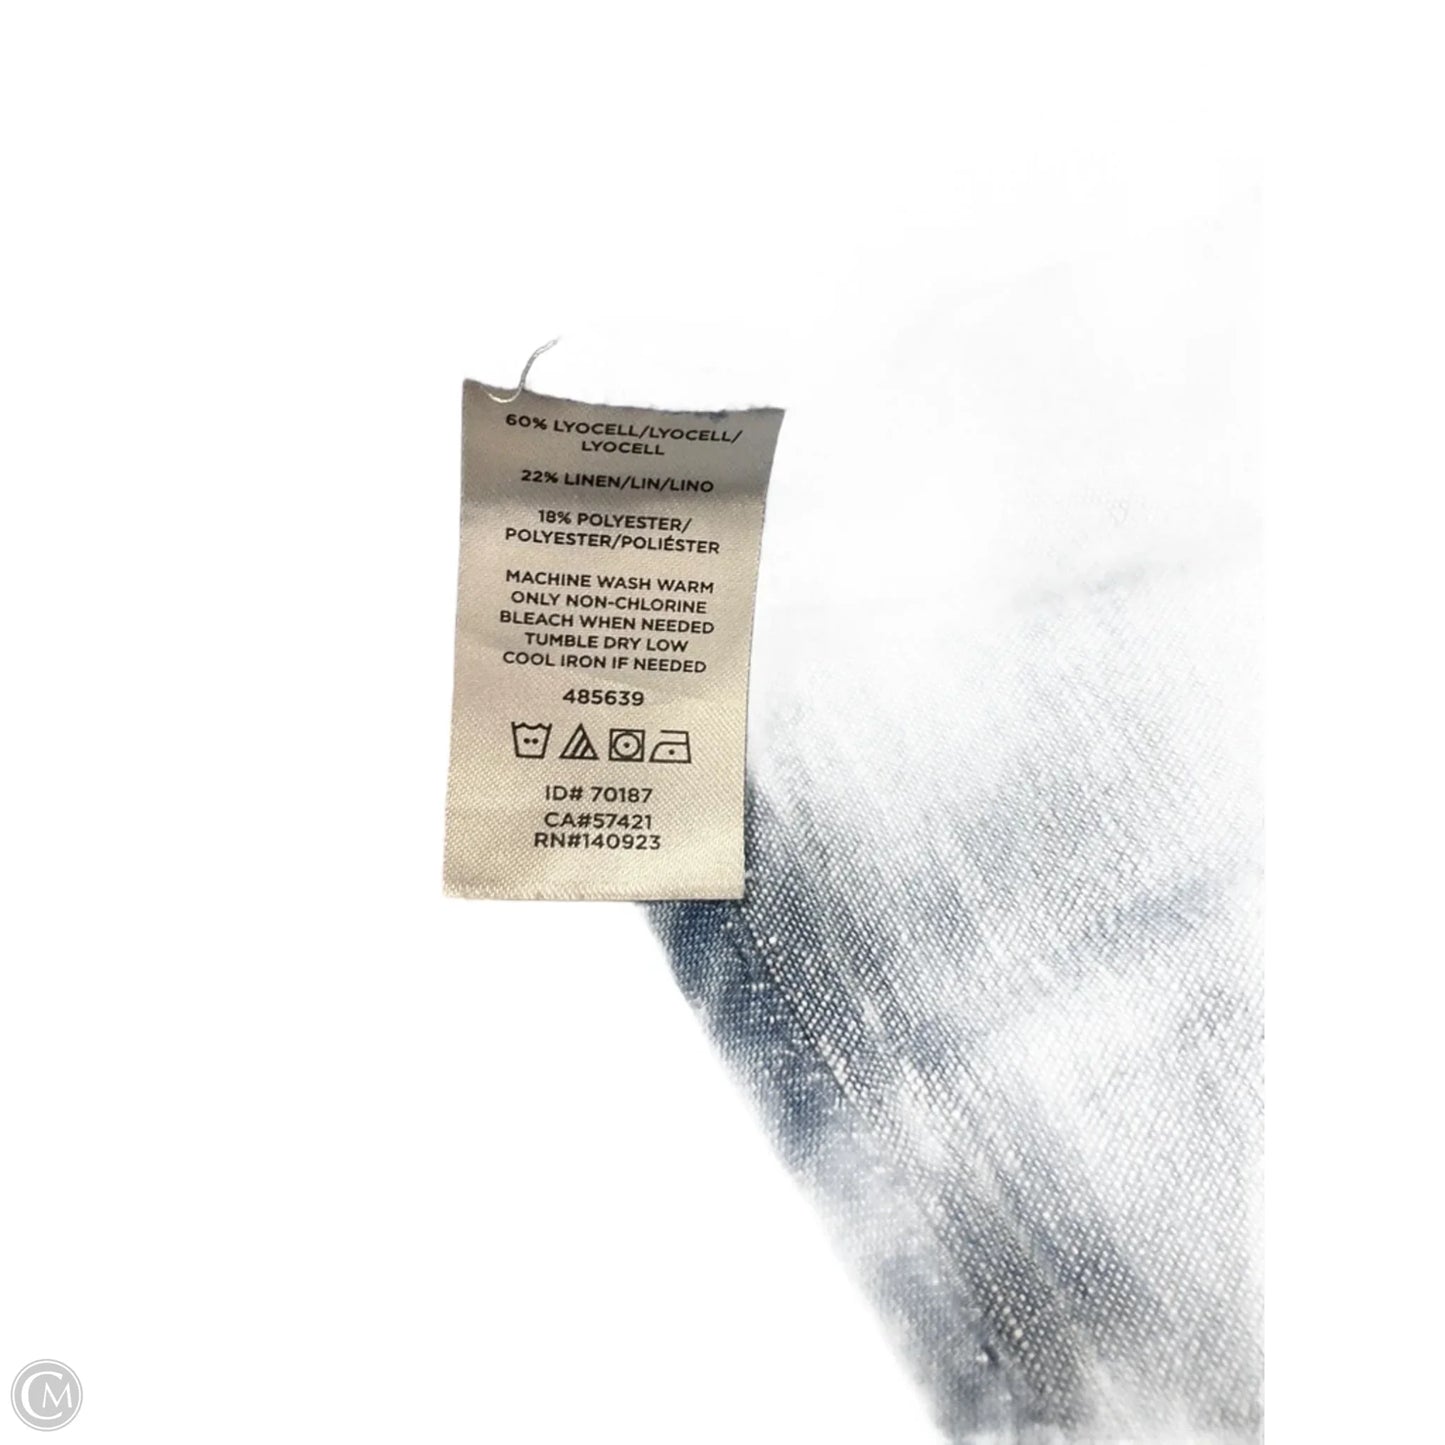 60% LYOCELL/LYOCELL/
LYOCELL
22% LINEN/LIN/LINO
18% POLYESTER/
POLYESTER/POLIÉSTER
MACHINE WASH WARM
ONLY NON-CHLORINE
BLEACH WHEN NEEDED
TUMBLE DRY LOW
COOL IRON IF NEEDED
485639
ID# 70187
CA#57421
RN#140923
CM